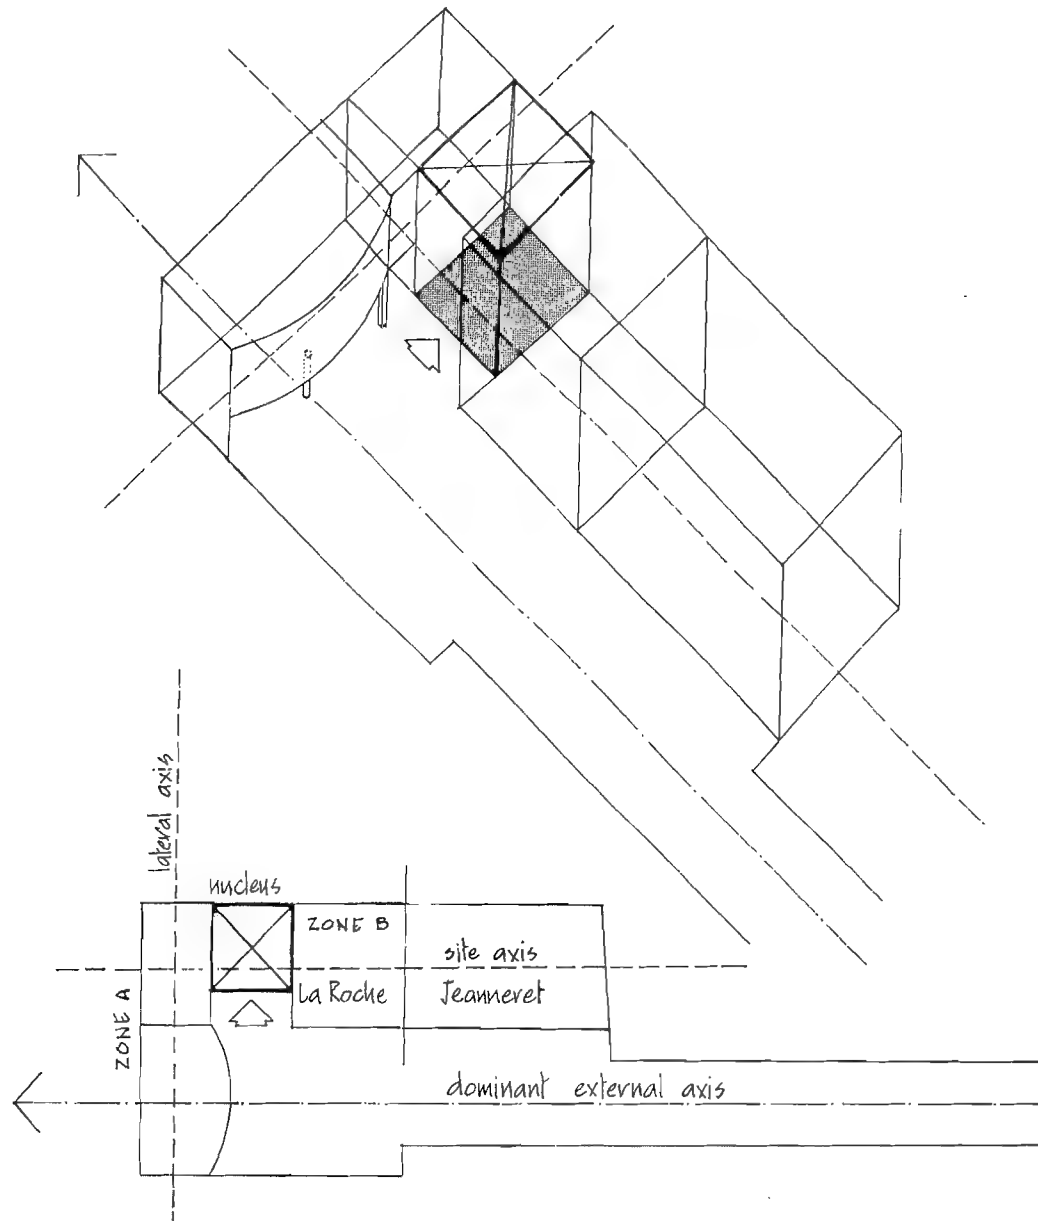 lateral axis
nucleus
ZONE B
site axis
La Roche
Jeanneret
ZONE A
dominant external axis